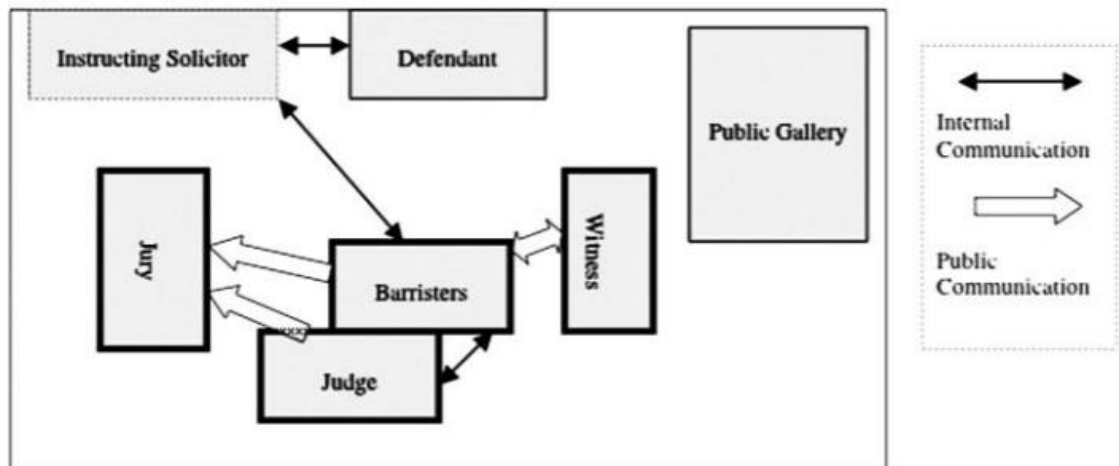 Instructing Solicitor
Defendant
Public Gallery
Jury
Witness
Barristers
Judge
Internal
Communication
Public
Communication